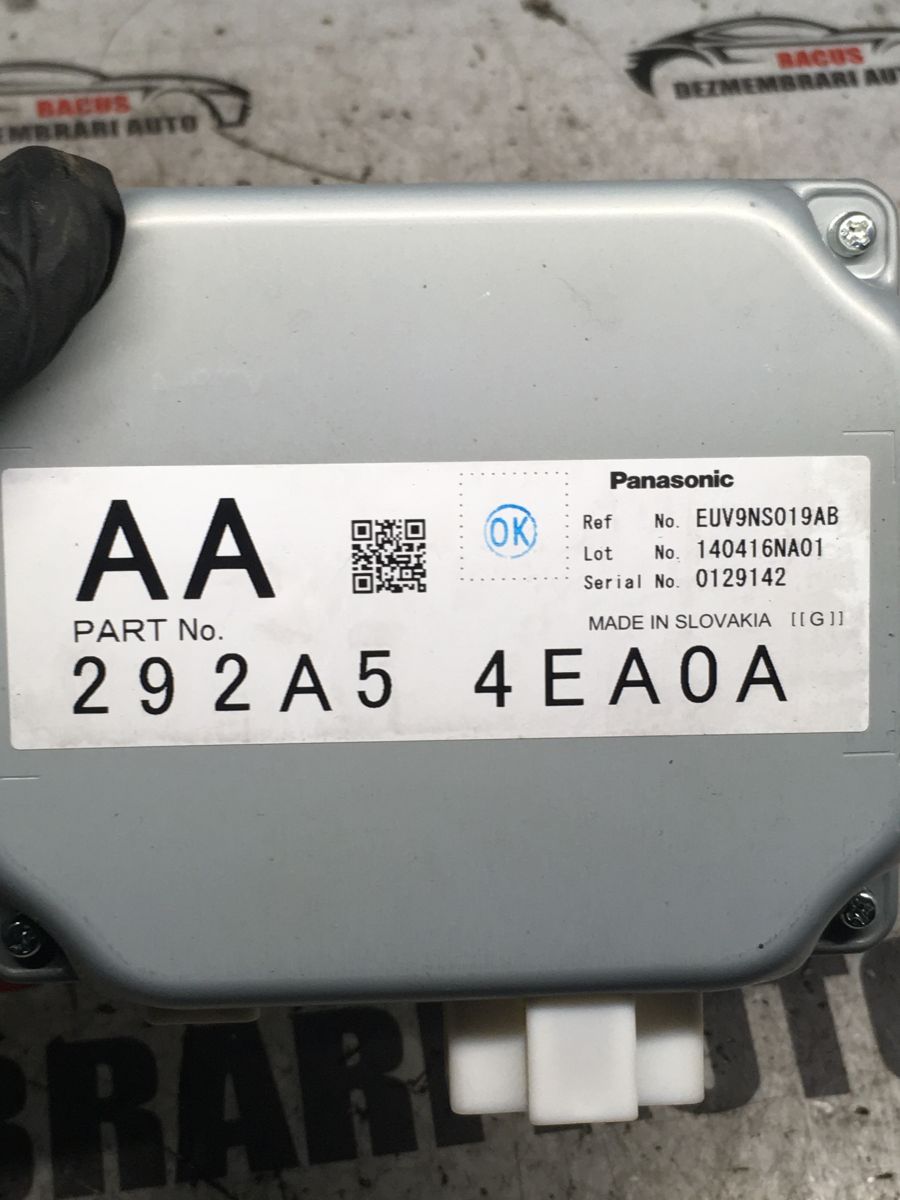 BACUS
DEZMEMBRARI AUTO
BACUS
EMBRARI AUTO
AA
OK
Panasonic
Ref No. EUV9NS019AB
Lot No. 140416NA01
Serial No. 0129142
PART No.
MADE IN SLOVAKIA [[G]]
292A5 4EA0A